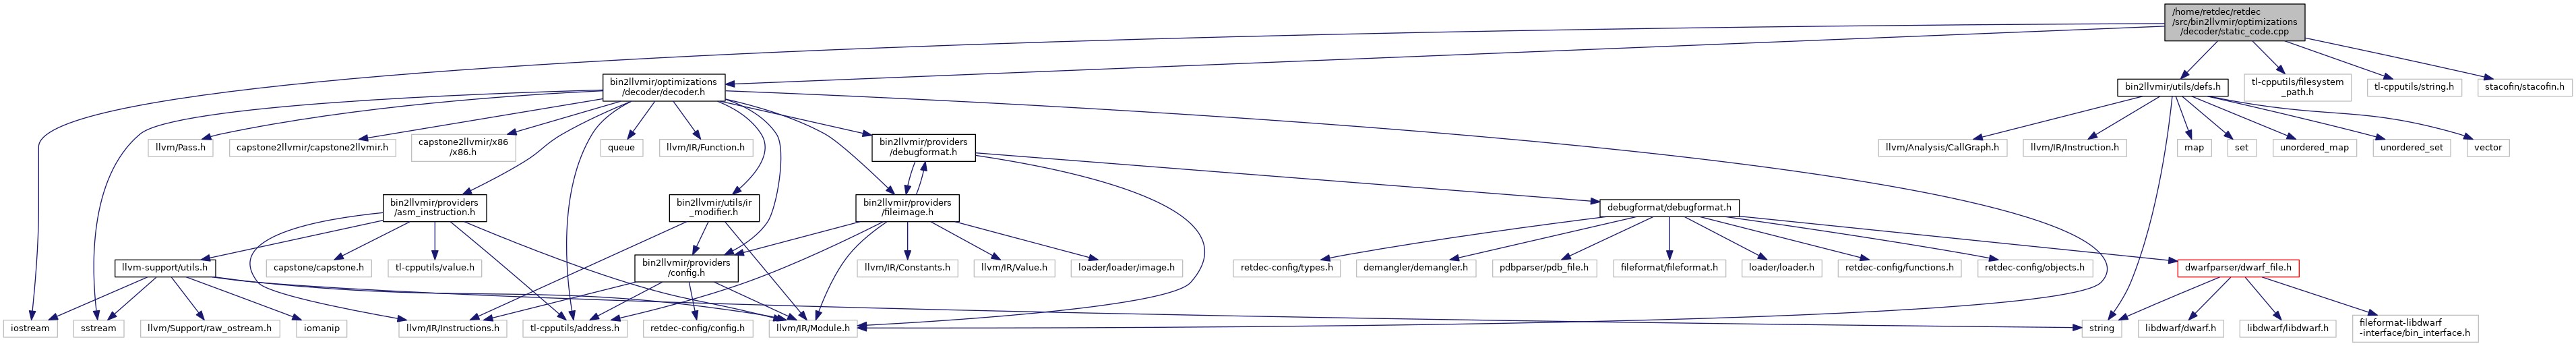 /home/retdec/retdec
/src/bin2llvmir/optimizations
/decoder/static_code.cpp
bin2llvmir/optimizations
/decoder/decoder.h
bin2llvmir/utils/defs.h
tl-cpputils/filesystem
_path.h
tl-cpputils/string.h
stacofin/stacofin.h
llvm/Pass.h
capstone2llvmir/capstone2llvmir.h
capstone2llvmir/x86
/x86.h
queue
llvm/IR/Function.h
bin2llvmir/providers
/debugformat.h
llvm/Analysis/CallGraph.h
llvm/IR/Instruction.h
map
set
unordered_map
unordered_set
vector
bin2llvmir/providers
/asm_instruction.h
bin2llvmir/utils/ir
_modifier.h
bin2llvmir/providers
/fileimage.h
debugformat/debugformat.h
llvm-support/utils.h
capstone/capstone.h
tl-cpputils/value.h
bin2llvmir/providers
/config.h
llvm/IR/Constants.h
llvm/IR/Value.h
loader/loader/image.h
retdec-config/types.h
demangler/demangler.h
pdbparser/pdb_file.h
fileformat/fileformat.h
loader/loader.h
retdec-config/functions.h
retdec-config/objects.h
dwarfparser/dwarf_file.h
iostream
sstream
llvm/Support/raw_ostream.h
iomanip
llvm/IR/Instructions.h
tl-cpputils/address.h
retdec-config/config.h
llvm/IR/Module.h
string
libdwarf/dwarf.h
libdwarf/libdwarf.h
fileformat-libdwarf
-interface/bin_interface.h